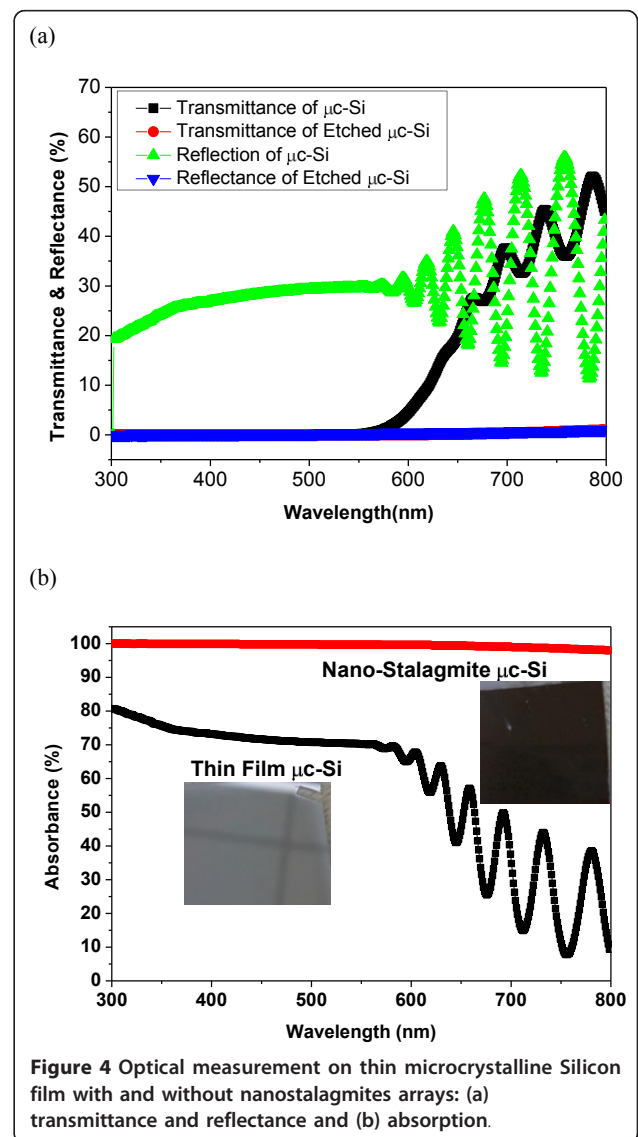 (a)
70
60
50
40
30
20
10
0
Transmittance & Reflectance (%)
Transmittance of µc-Si
Transmittance of Etched µc-Si
Reflection of µc-Si
Reflectance of Etched µc-Si
300 400 500 600 700 800
Wavelength(nm)
(b)
100
90
80
70
60
50
40
30
20
10
0
Absorbance (%)
Nano-Stalagmite µc-Si
Thin Film µc-Si
300 400 500 600 700 800
Wavelength (nm)
Figure 4 Optical measurement on thin microcrystalline Silicon
film with and without nanostalagmites arrays: (a)
transmittance and reflectance and (b) absorption.